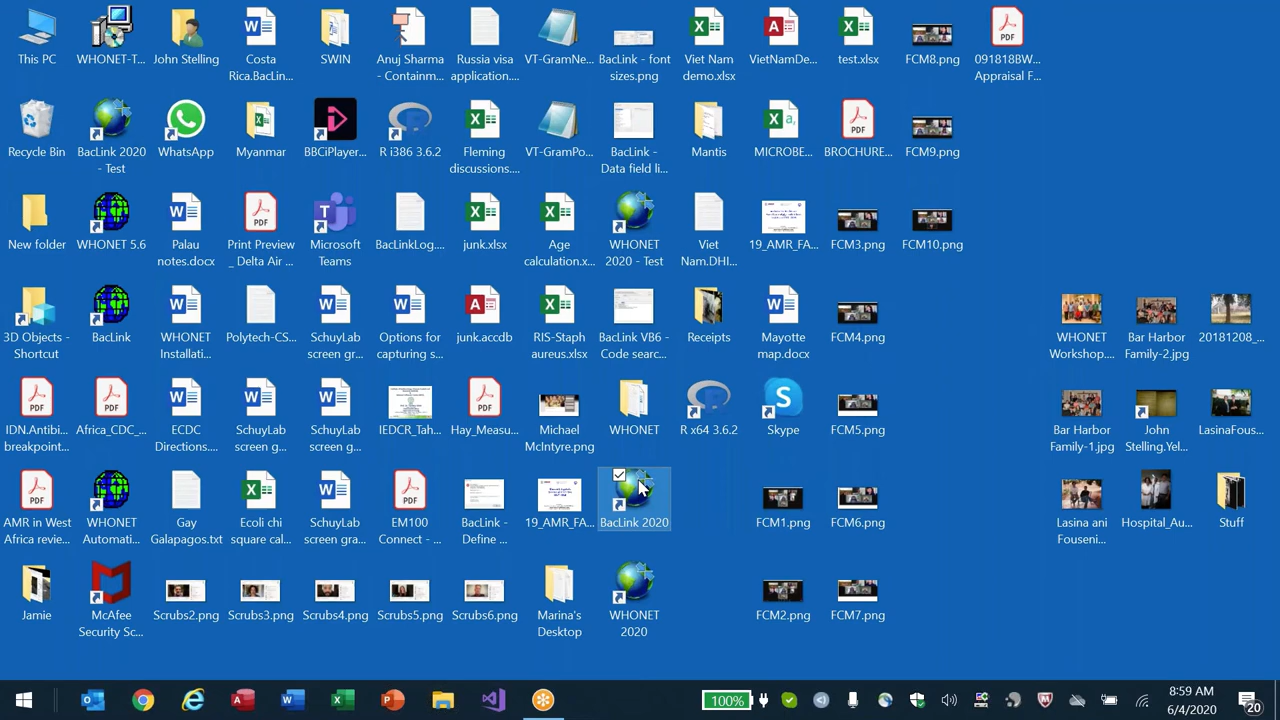 This PC
WHONET-T...
John Stelling
Costa
Rica.BacLin...
SWIN
Anuj Sharma
- Containm...
Russia visa
application....
VT-GramNe...
BacLink - font
sizes.png
Viet Nam
demo.xlsx
VietNamDe...
test.xlsx
FCM8.png
091818BW...
Appraisal F...
Recycle Bin
BacLink 2020
- Test
WhatsApp
Myanmar
BBCiPlayer...
R i386 3.6.2
Fleming
discussions....
VT-GramPo...
BacLink -
Data field li...
Mantis
MICROBE...
BROCHURE...
FCM9.png
New folder
WHONET 5.6
Palau
notes.docx
Print Preview
_ Delta Air ...
Microsoft
Teams
BacLinkLog....
junk.xlsx
Age
calculation.x...
WHONET
2020 - Test
Viet
Nam.DHI...
19_AMR_FA...
FCM3.png
FCM10.png
3D Objects -
Shortcut
BacLink
WHONET
Installati...
Polytech-CS...
SchuyLab
screen gr...
Options for
capturing s...
junk.accdb
RIS-Staph
aureus.xlsx
BacLink VB6 -
Code searc...
Receipts
Mayotte
map.docx
FCM4.png
WHONET
Workshop....
Bar Harbor
Family-2.jpg
20181208_...
IDN.Antibi...
breakpoint...
Africa_CDC_...
ECDC
Directions....
SchuyLab
screen g...
SchuyLab
screen g...
IEDCR_Tah...
Hay_Measu...
Michael
McIntyre.png
WHONET
R x64 3.6.2
Skype
FCM5.png
Bar Harbor
Family-1.jpg
John
Stelling.Yel...
LasinaFous...
AMR in West
Africa revie...
WHONET
Automati...
Gay
Galapagos.txt
Ecoli chi
square cal...
SchuyLab
screen gra...
EM100
Connect - ...
BacLink -
Define ...
19_AMR_FA...
BacLink 2020
FCM1.png
FCM6.png
Lasina ani
Fouseni...
Hospital_Au...
Stuff
Jamie
McAfee
Security Sc...
Scrubs2.png
Scrubs3.png
Scrubs4.png
Scrubs5.png
Scrubs6.png
Marina's
Desktop
WHONET
2020
FCM2.png
FCM7.png
100%
8:59 AM
6/4/2020
20